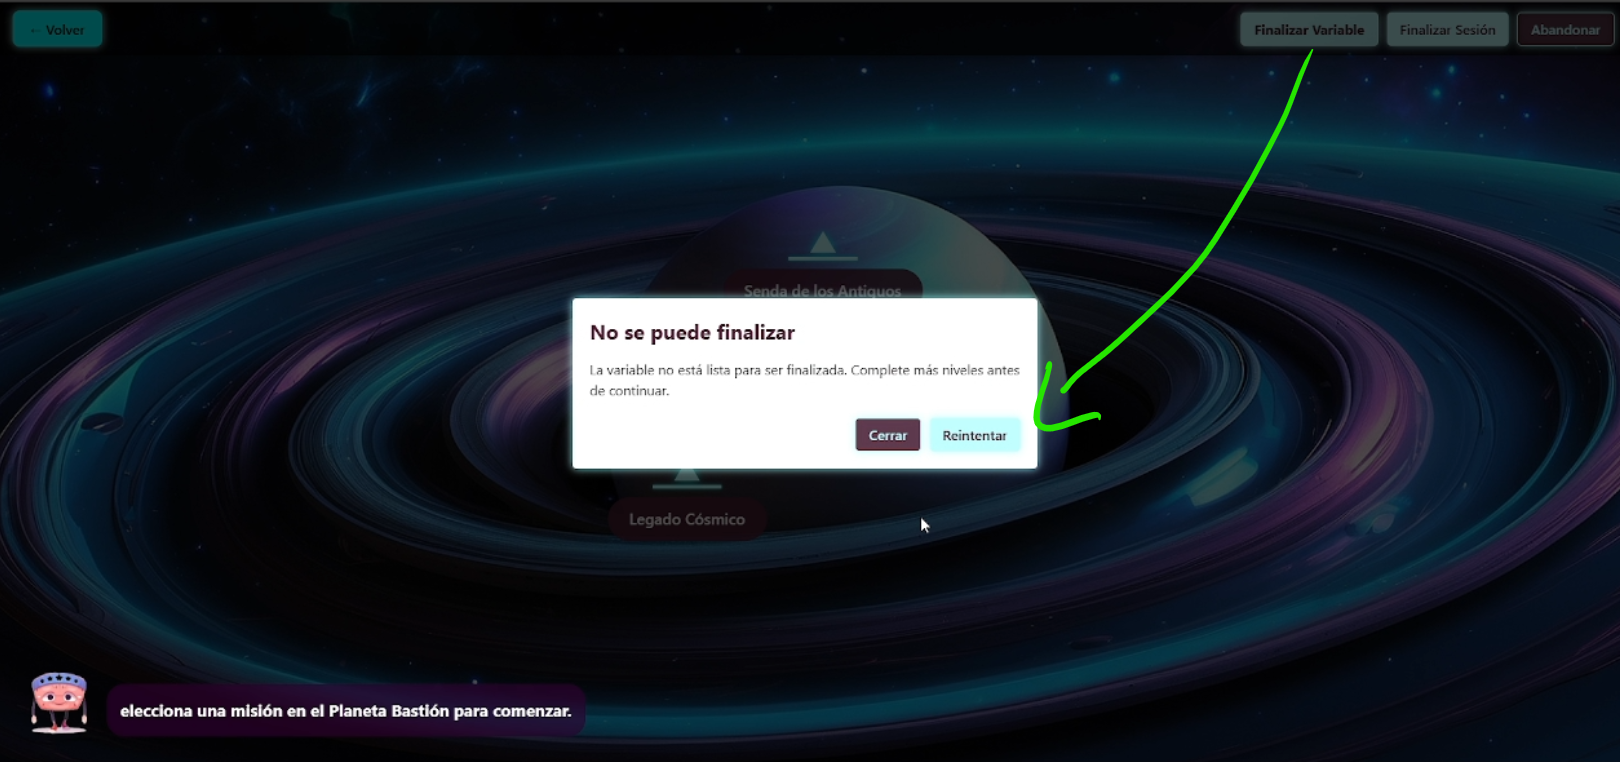 ← Volver
Finalizar Variable
Finalizar Sesión
Abandonar
Senda de los Antiguos
No se puede finalizar
La variable no está lista para ser finalizada. Complete más niveles antes
de continuar.
Cerrar
Reintentar
Legado Cósmico
elecciona una misión en el Planeta Bastión para comenzar.